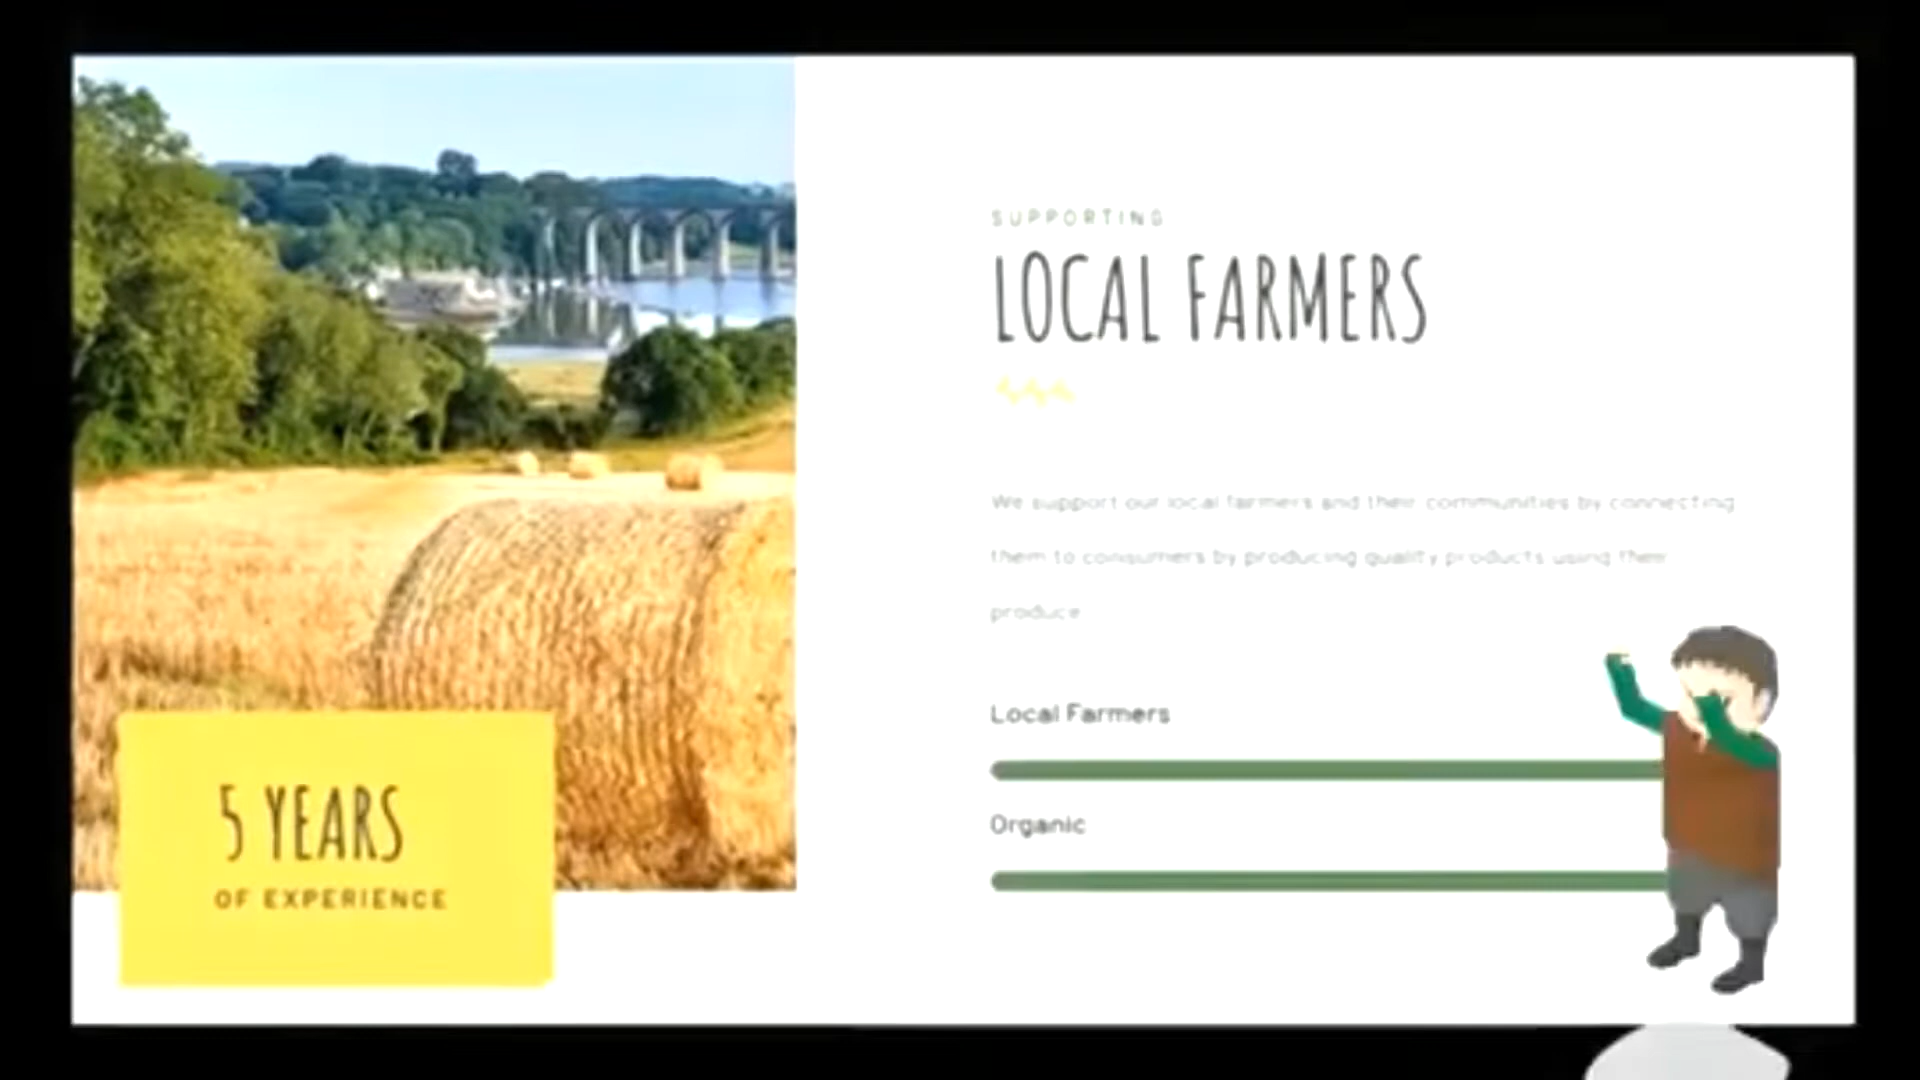 SUPPORTING
LOCAL FARMERS
We support our local farmers and their communities by connecting
them to consumers by producing quality products using their
produce
Local Farmers
Organic
5 YEARS
OF EXPERIENCE